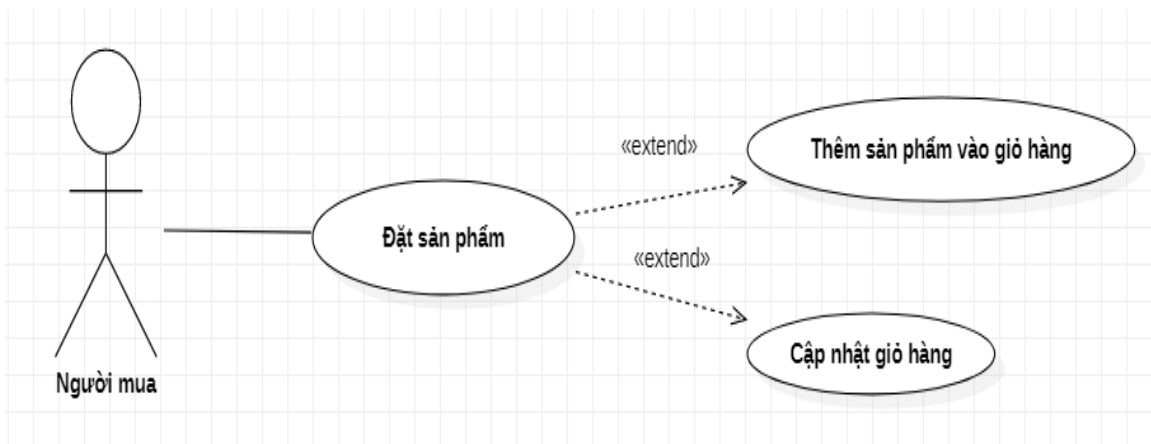 «extend»
Thêm sản phẩm vào giỏ hàng
Đặt sản phẩm
«extend»
Cập nhật giỏ hàng
Người mua